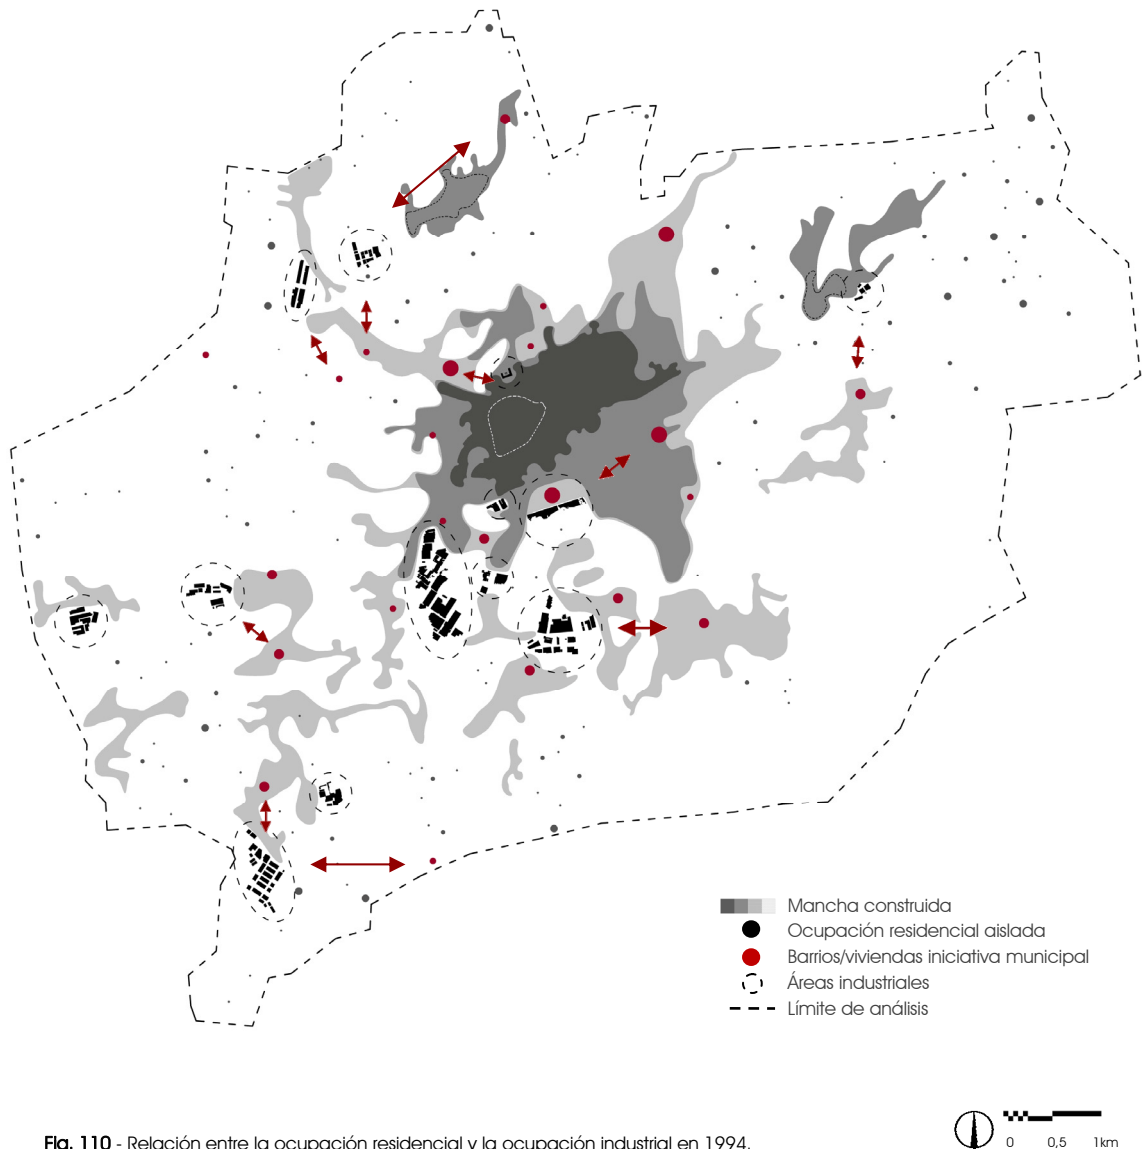 Mancha construida
Ocupación residencial aislada
Barrios/viviendas iniciativa municipal
Áreas industriales
Límite de análisis
Fig. 110 - Relación entre la ocupación residencial y la ocupación industrial en 1994.
0 0,5 1km